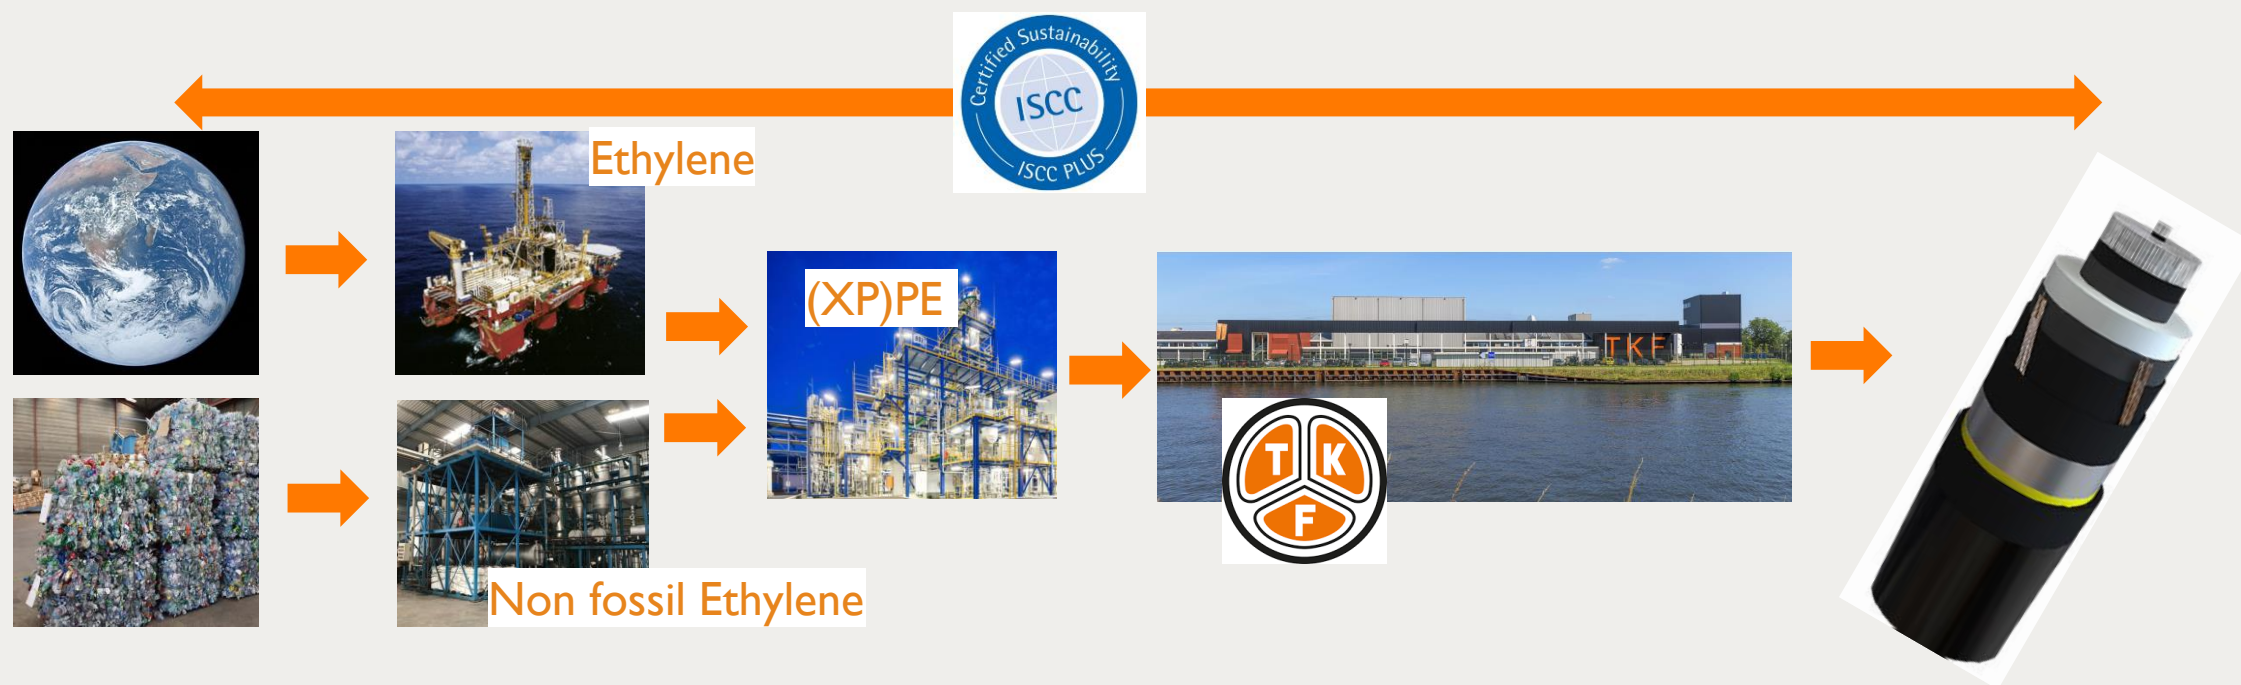 Certified Sustainability
ISCC
ISCC PLUS
Ethylene
(XP)PE
TKF
T K
F
Non fossil Ethylene